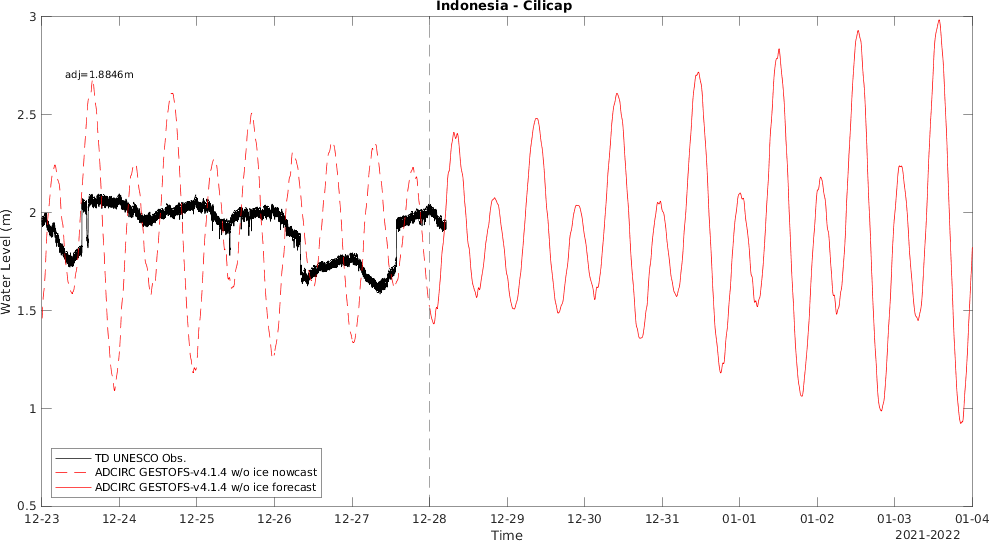 Indonesia - Cilicap
adj=1.8846m
3
2.5
2
1.5
1
0.5
Water Level (m)
TD UNESCO Obs.
ADCIRC GESTOFS-v4.1.4 w/o ice nowcast
ADCIRC GESTOFS-v4.1.4 w/o ice forecast
12-23 12-24 12-25 12-26 12-27 12-28 12-29 12-30 12-31 01-01 01-02 01-03 01-04
Time
2021-2022